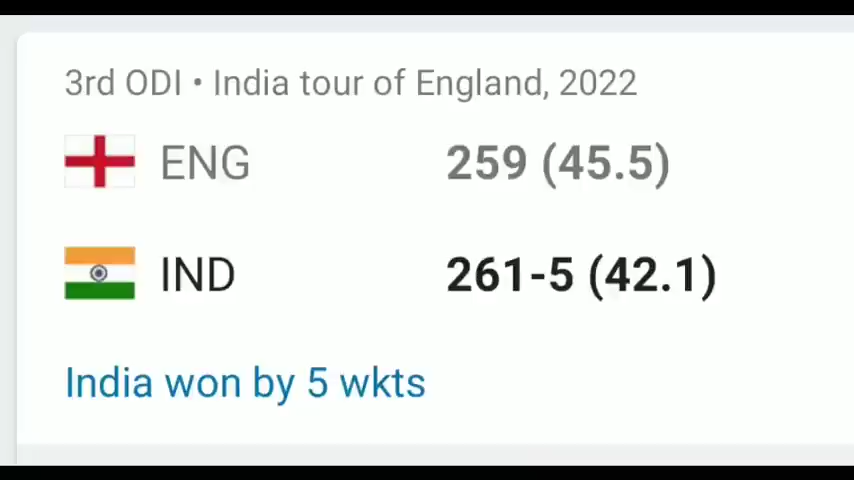 3rd ODI • India tour of England, 2022
ENG 259 (45.5)
IND 261-5 (42.1)
India won by 5 wkts